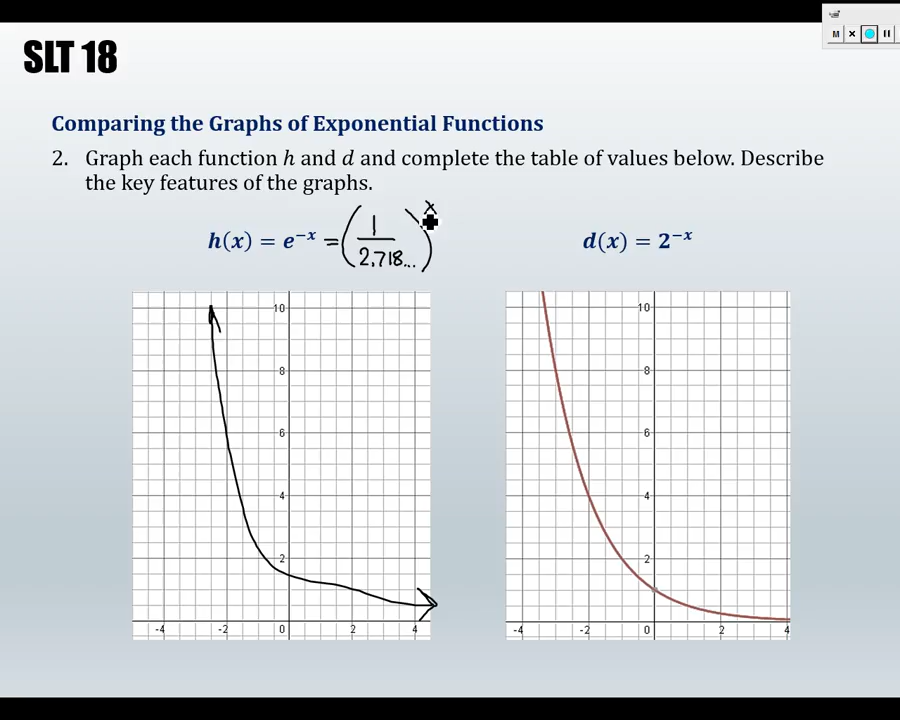 M
SLT 18
Comparing the Graphs of Exponential Functions
2. Graph each function h and d and complete the table of values below. Describe
the key features of the graphs.
h(x) = e^{-x} = (1/2.718...)^x
d(x) = 2^{-x}
10
8
6
4
2
-4 -2 0 2 4
10
8
6
4
2
-4 -2 0 2 4